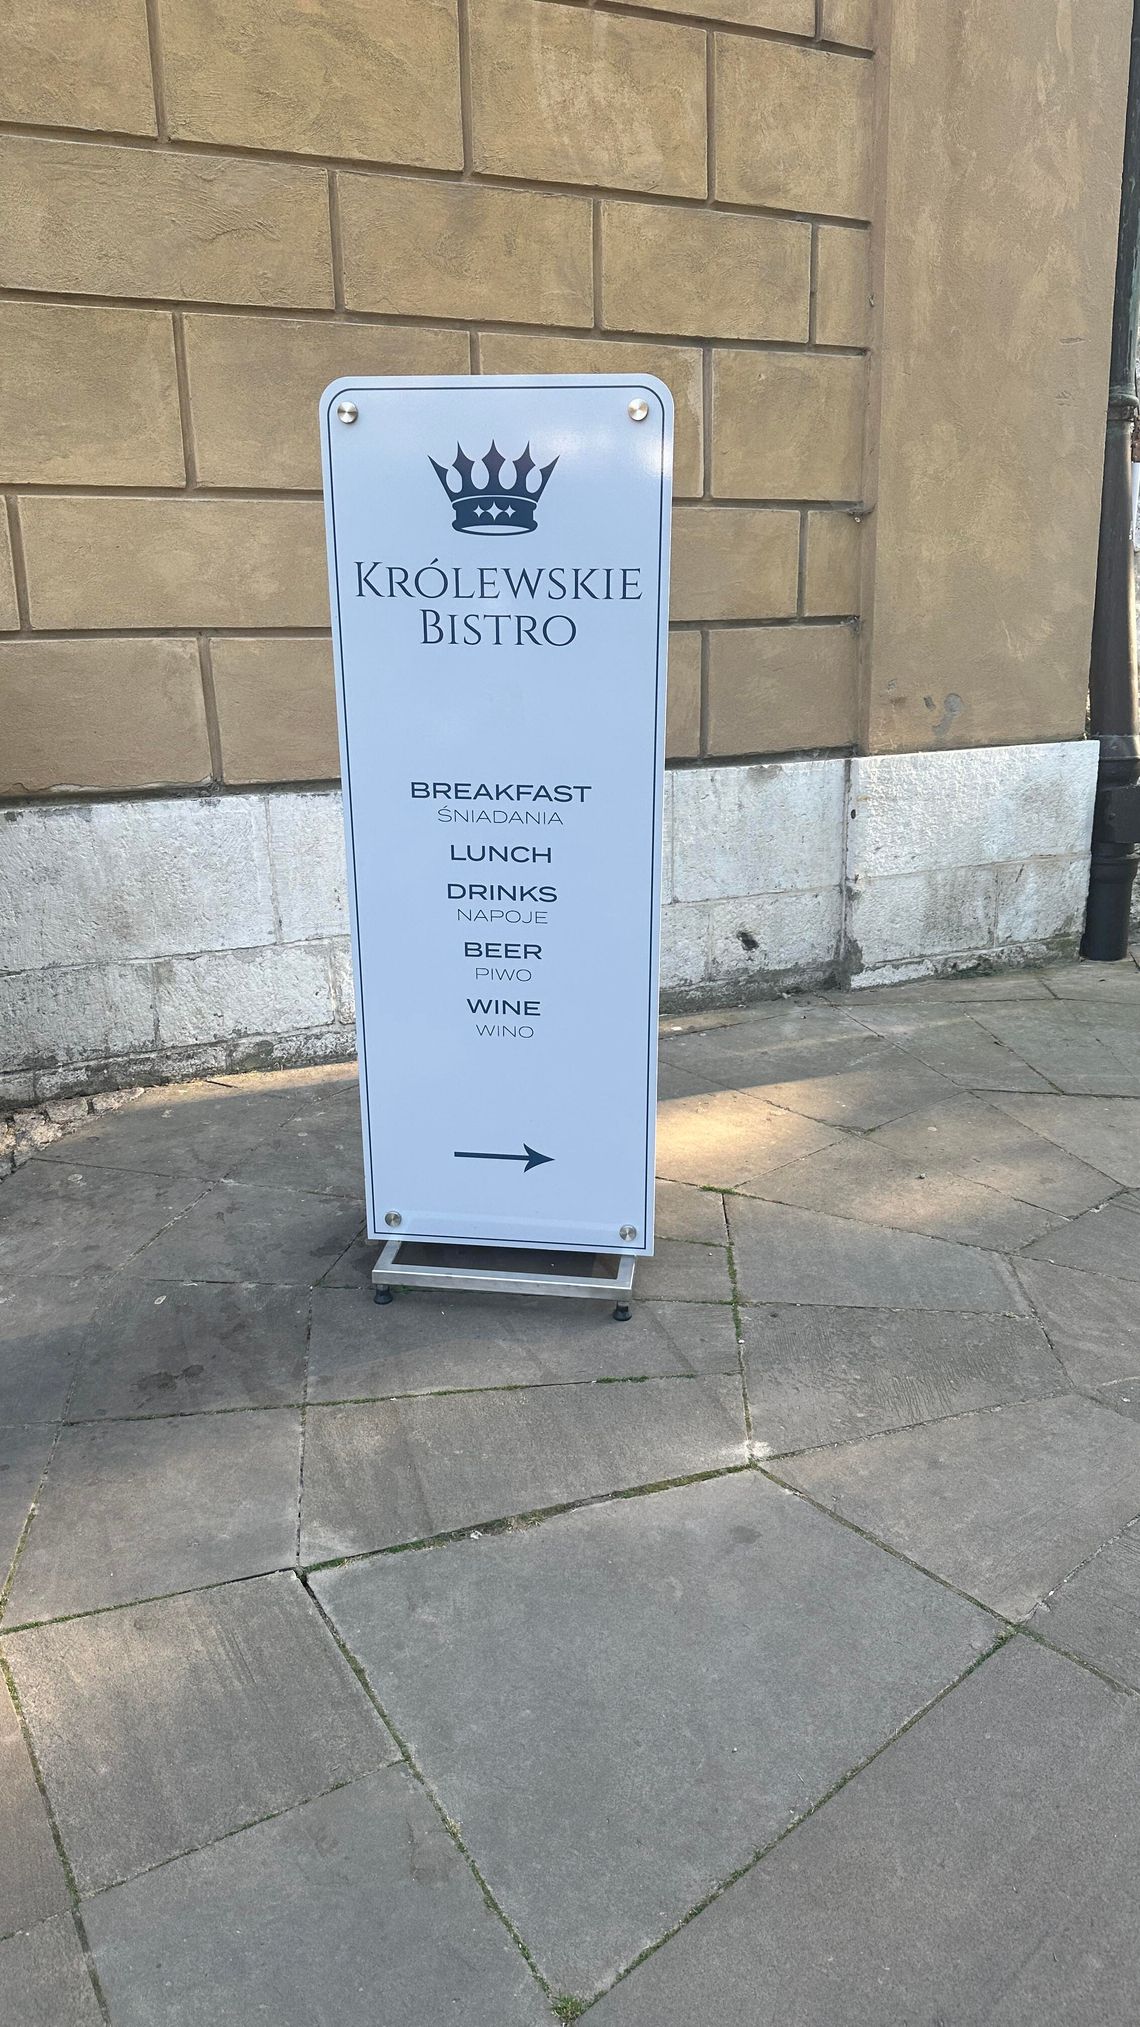 KRÓLEWSKIE
BISTRO
BREAKFAST
ŚNIADANIA
LUNCH
DRINKS
NAPOJE
BEER
PIWO
WINE
WINO